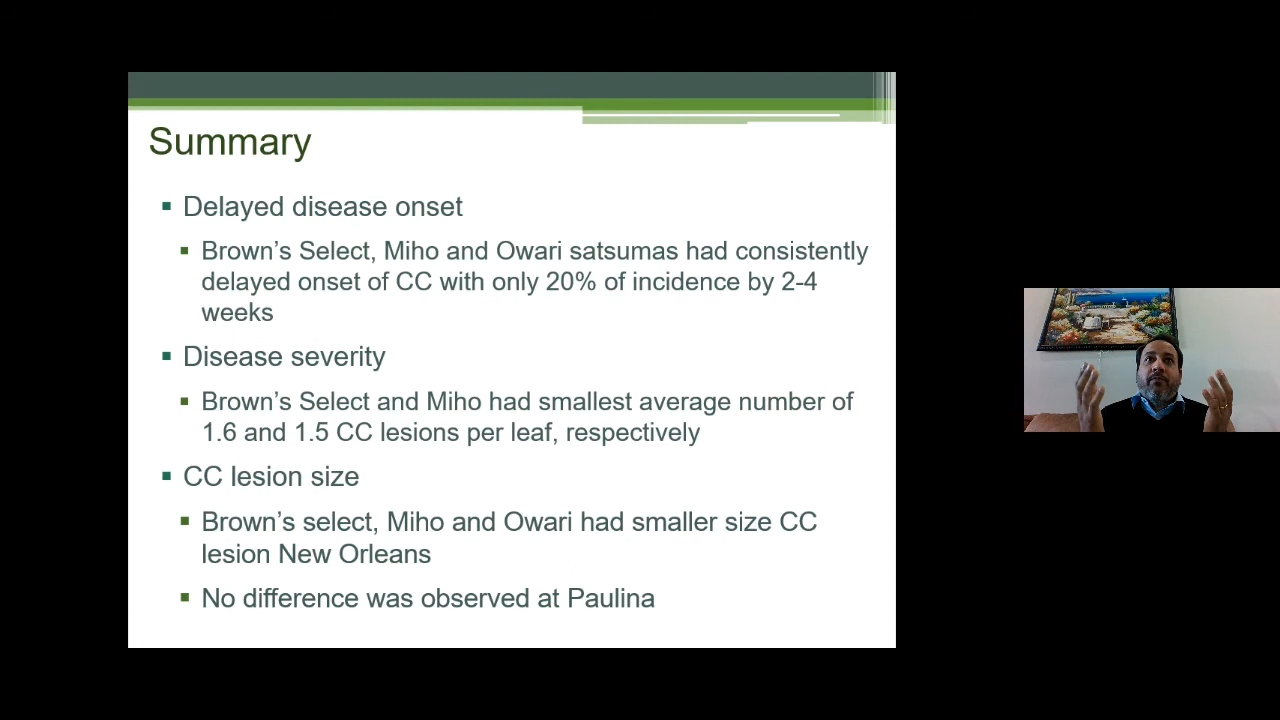 Summary
Delayed disease onset
Brown's Select, Miho and Owari satsumas had consistently
delayed onset of CC with only 20% of incidence by 2-4
weeks
Disease severity
Brown's Select and Miho had smallest average number of
1.6 and 1.5 CC lesions per leaf, respectively
CC lesion size
Brown's select, Miho and Owari had smaller size CC
lesion New Orleans
No difference was observed at Paulina